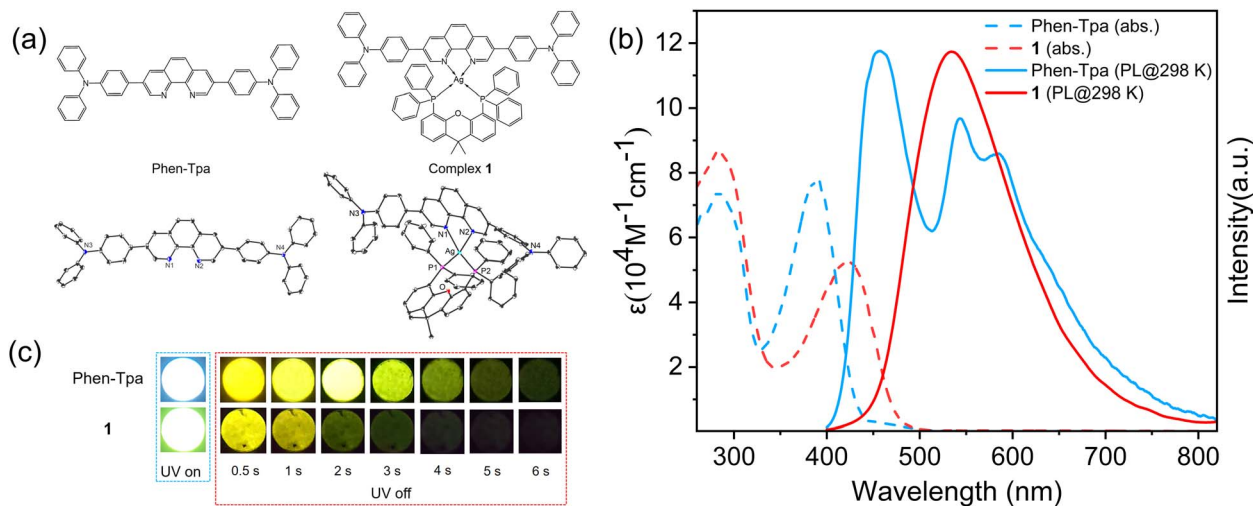 (a)
N
N
N
N
Phen-Tpa
N
N
N
N
Ag
P
P
O
Complex 1
N3
N1
N2
N4
N3
N1
N2
Ag
N4
P1
P2
O
(b)
Phen-Tpa (abs.)
1 (abs.)
Phen-Tpa (PL@298 K)
1 (PL@298 K)
12
10
8
6
4
2
ε(10⁴M⁻¹cm⁻¹)
Intensity(a.u.)
300 400 500 600 700 800
Wavelength (nm)
(c)
Phen-Tpa
1
UV on
0.5 s 1 s 2 s 3 s 4 s 5 s 6 s
UV off